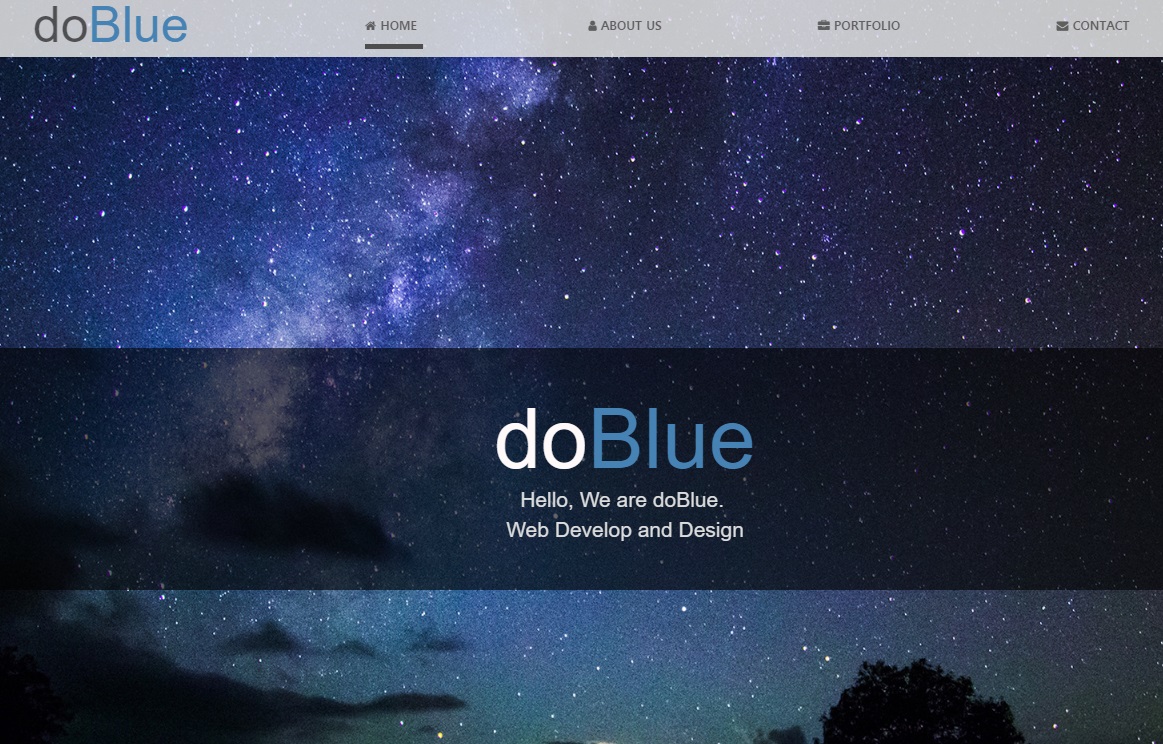 doBlue
HOME
ABOUT US
PORTFOLIO
CONTACT
doBlue
Hello, We are doBlue.
Web Develop and Design